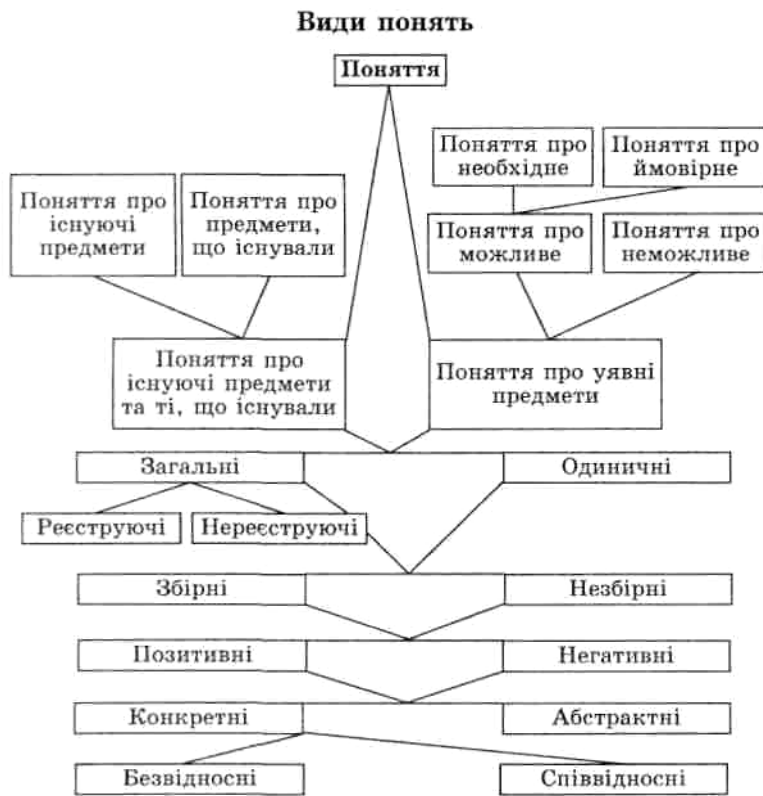 Види понять
Поняття
Поняття про
необхідне
Поняття про
ймовірне
Поняття про
існуючі
предмети
Поняття про
предмети,
що існували
Поняття про
можливе
Поняття про
неможливе
Поняття про
існуючі предмети
та ті, що існували
Поняття про уявні
предмети
Загальні
Одиничні
Реєструючі
Нереєструючі
Збірні
Незбірні
Позитивні
Негативні
Конкретні
Абстрактні
Безвідносні
Співвідносні